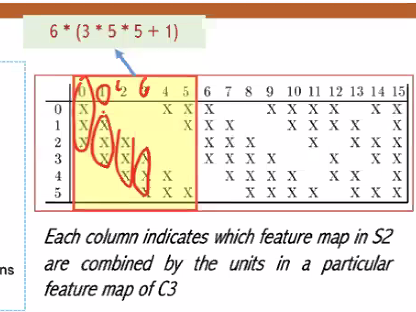 6 * (3 * 5 * 5 + 1)
0 1 2 3 4 5 6 7 8 9 10 11 12 13 14 15
0 X X X X X X X X X X
1 X X X X X X X X X X
2 X X X X X X X X X X
3 X X X X X X X X X X
4 X X X X X X X X X X
5 X X X X X X X X X X
ns
Each column indicates which feature map in S2
are combined by the units in a particular
feature map of C3